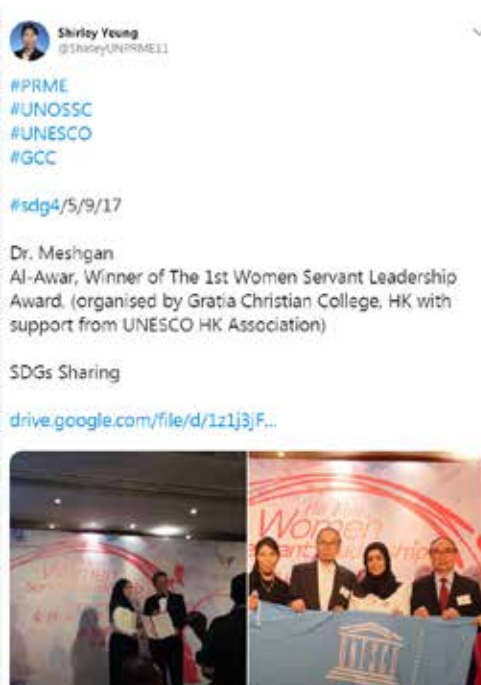 Shirley Yeung
@ShirleyUNPRME11
#PRME
#UNOSSC
#UNESCO
#GCC
#sdg4/5/9/17
Dr. Meshgan
Al-Awar, Winner of The 1st Women Servant Leadership
Award. (organised by Gratia Christian College, HK with
support from UNESCO HK Association)
SDGs Sharing
drive.google.com/file/d/1z1j3jF...
Women
Women